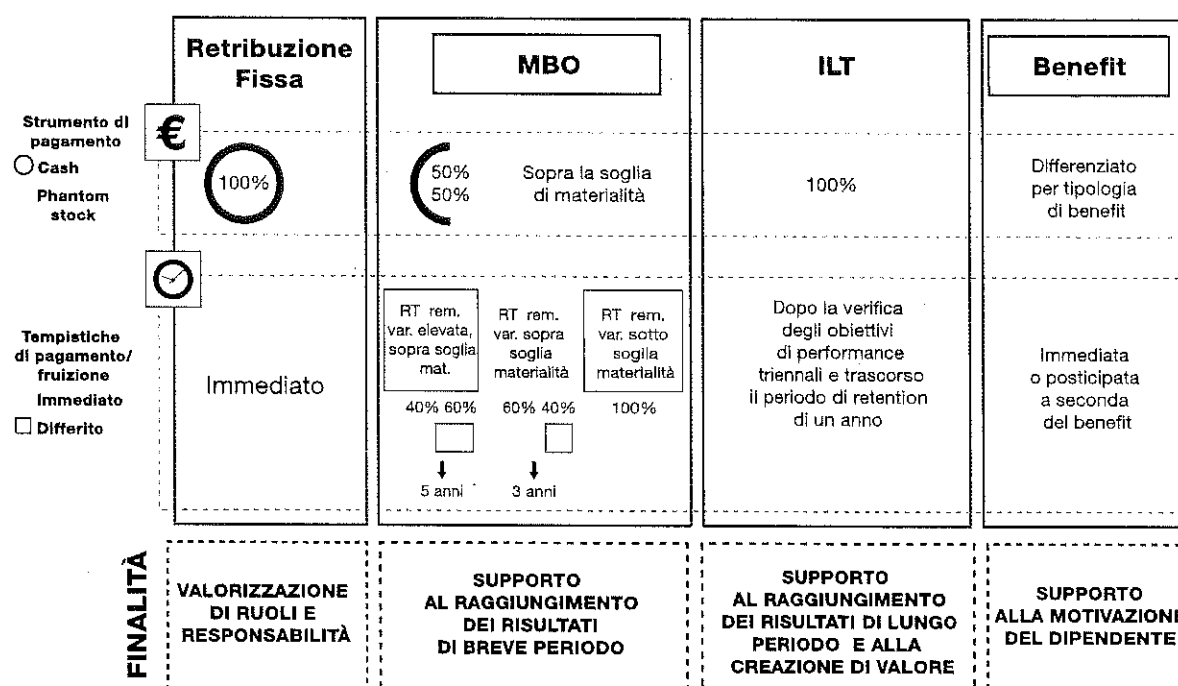 Retribuzione
Fissa
MBO
ILT
Benefit
Strumento di
pagamento
Cash
Phantom
stock
€
100%
50%
50%
Sopra la soglia
di materialità
100%
Differenziato
per tipologia
di benefit
Tempistiche
di pagamento/
fruizione
Immediato
Differito
Immediato
RT rem.
var. elevata,
sopra soglia
mat.
40% 60%
5 anni
RT rem.
var. sopra
soglia
materialità
60% 40%
3 anni
RT rem.
var. sotto
soglia
materialità
100%
Dopo la verifica
degli obiettivi
di performance
triennali e trascorso
il periodo di retention
di un anno
Immediata
o posticipata
a seconda
del benefit
FINALITÀ
VALORIZZAZIONE
DI RUOLI E
RESPONSABILITÀ
SUPPORTO
AL RAGGIUNGIMENTO
DEI RISULTATI
DI BREVE PERIODO
SUPPORTO
AL RAGGIUNGIMENTO
DEI RISULTATI DI LUNGO
PERIODO E ALLA
CREAZIONE DI VALORE
SUPPORTO
ALLA MOTIVAZIONE
DEL DIPENDENTE